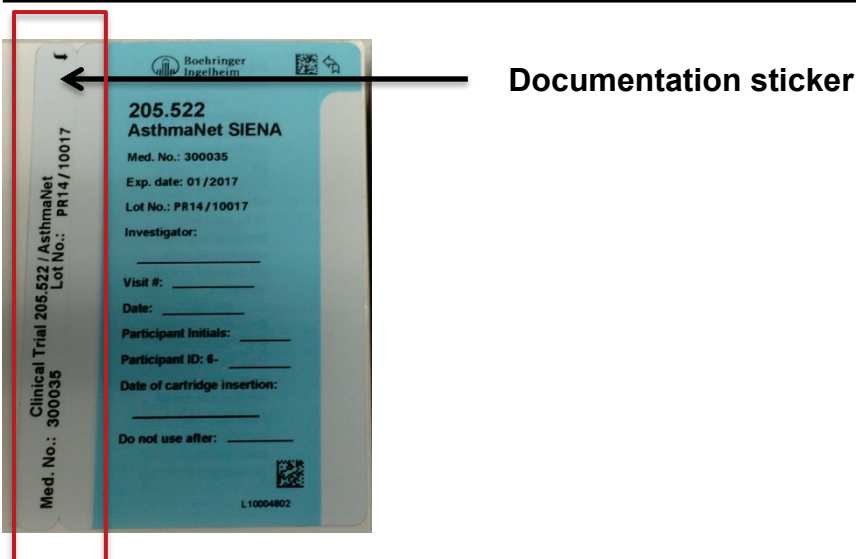 Clinical Trial 205.522 / AsthmaNet
Med. No.: 300035 Lot No.: PR14/10017
Boehringer
Ingelheim
205.522
AsthmaNet SIENA
Med. No.: 300035
Exp. date: 01/2017
Lot No.: PR14/10017
Investigator:
Visit #:
Date:
Participant Initials:
Participant ID: 6-
Date of cartridge insertion:
Do not use after:
L10004802
Documentation sticker